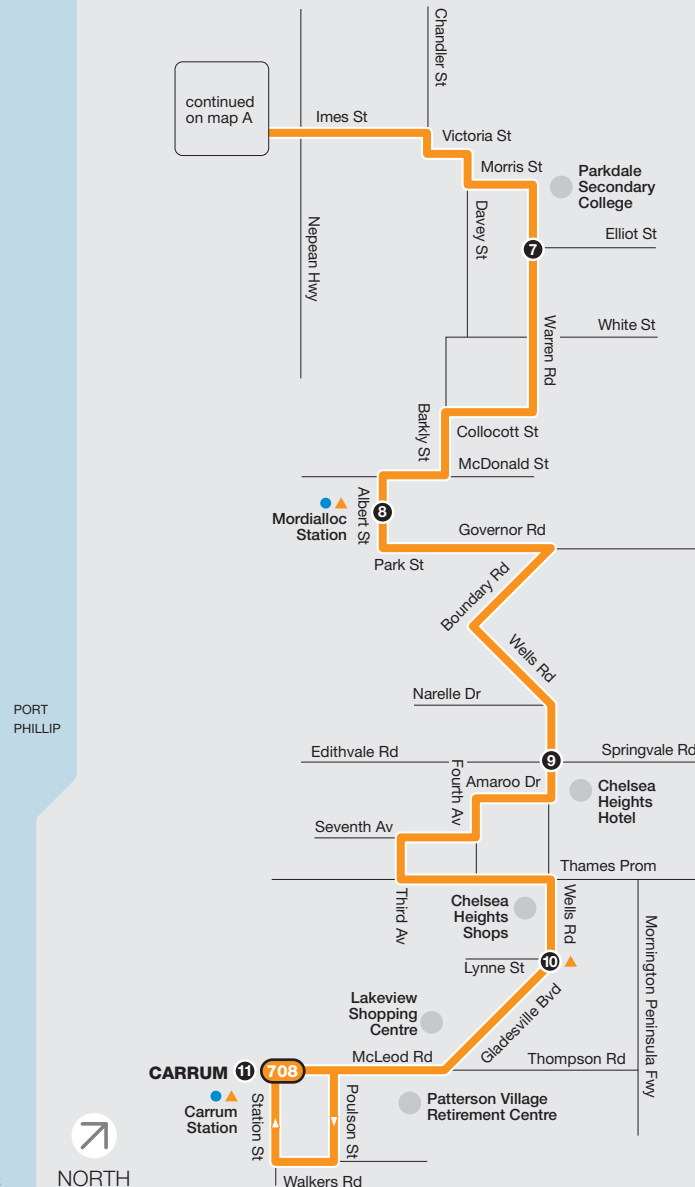 Chandler St
continued
on map A
Imes St
Victoria St
Morris St
Parkdale
Secondary
College
Davey St
Elliot St
Nepean Hwy
7
White St
Warren Rd
Barkly St
Collocott St
McDonald St
Albert St
8
Mordialloc
Station
Governor Rd
Park St
Boundary Rd
Wells Rd
Narelle Dr
PORT
PHILLIP
Edithvale Rd
9
Springvale Rd
Fourth Av
Amaroo Dr
Chelsea
Heights
Hotel
Seventh Av
Thames Prom
Third Av
Chelsea
Heights
Shops
Wells Rd
Mornington Peninsula Fwy
Lynne St
10
Gladesville Bvd
Lakeview
Shopping
Centre
McLeod Rd
Thompson Rd
CARRUM
11
708
Carrum
Station
Station St
Poulson St
Patterson Village
Retirement Centre
NORTH
Walkers Rd